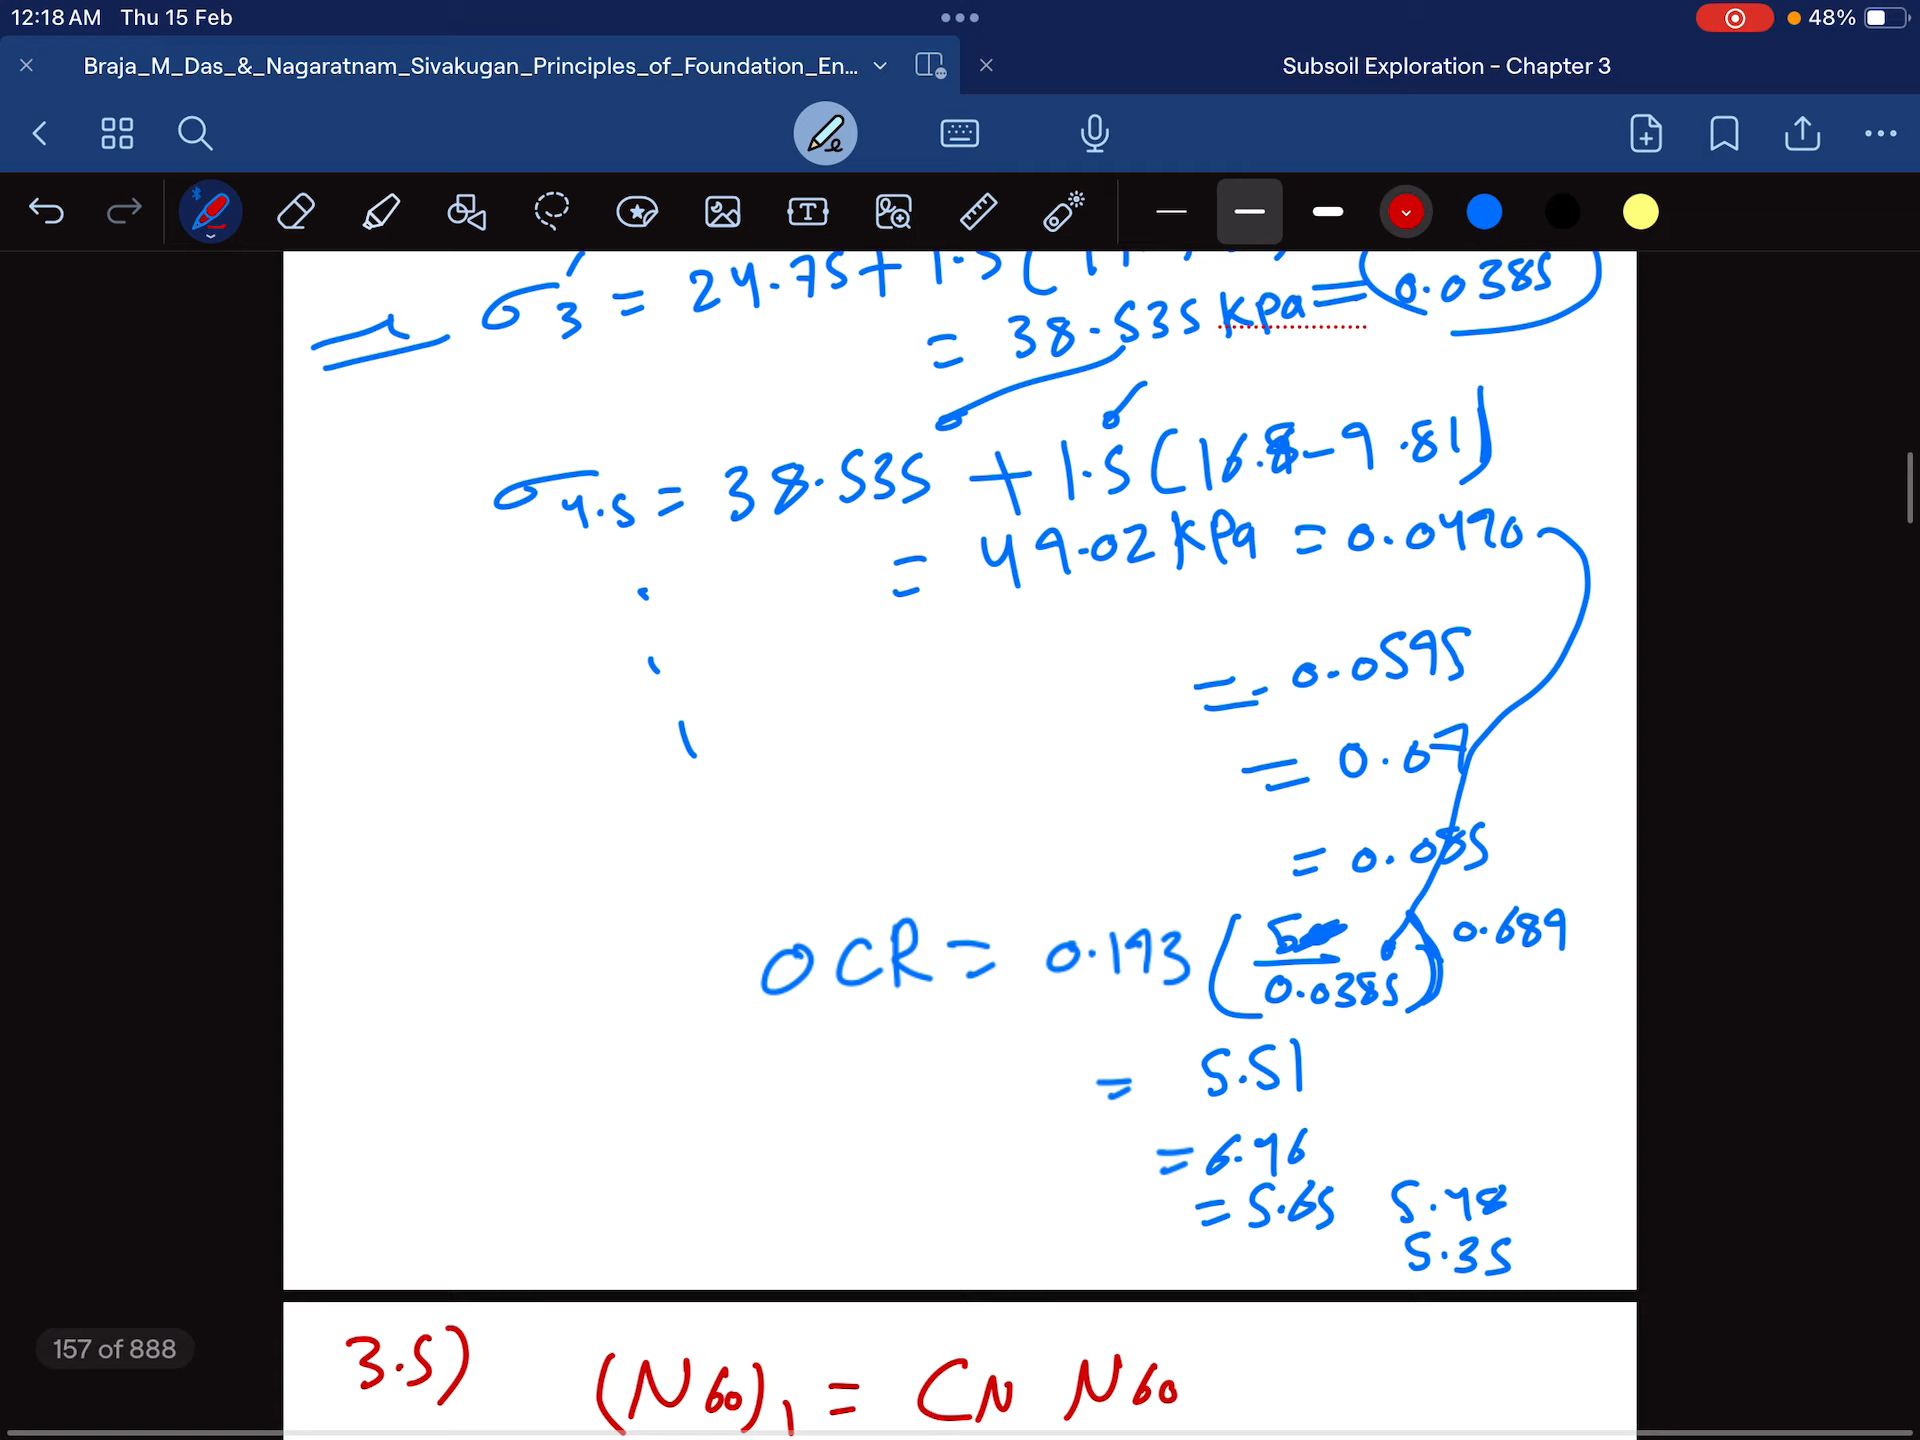 12:18 AM Thu 15 Feb
48%
Braja_M_Das_&_Nagaratnam_Sivakugan_Principles_of_Foundation_En...
Subsoil Exploration - Chapter 3
σ3' = 24.75 + 1.5 (
= 38.535 kPa = 0.0385
σ4.5 = 38.535 + 1.5 (16.8 - 9.81)
= 49.02 kPa = 0.0490
= 0.0595
= 0.07
= 0.085
OCR = 0.193 (5 / 0.0385) 0.689
= 5.51
= 6.46
= 5.65 5.48
5.35
157 of 888
3.5) (N60)1 = CN N60